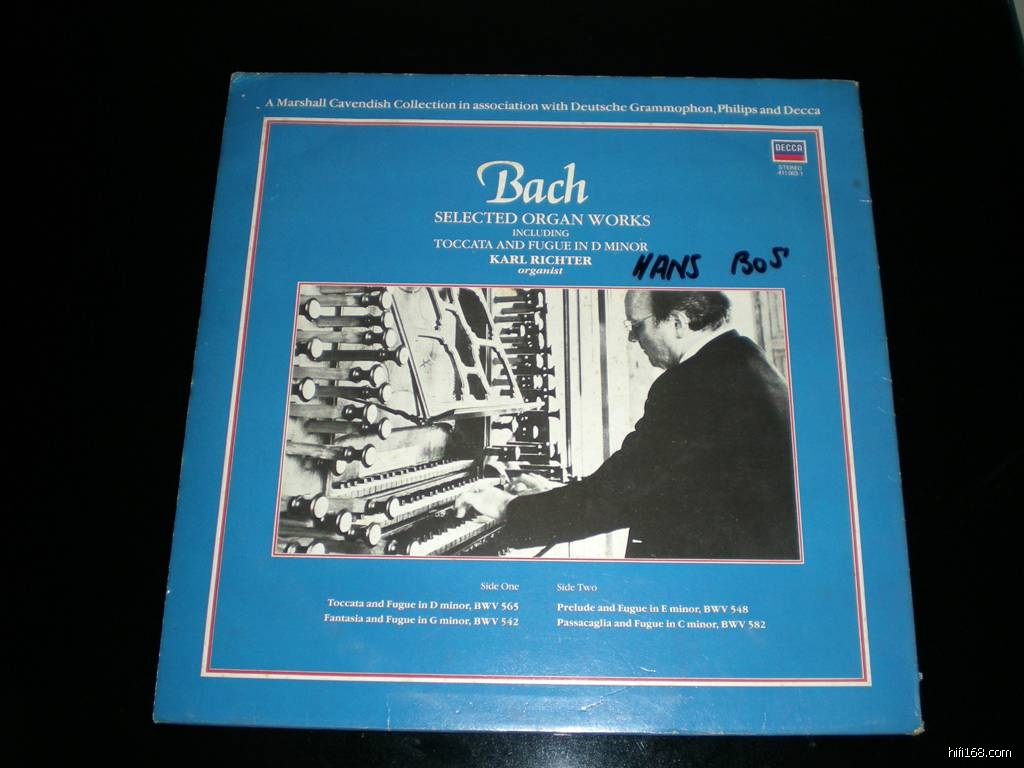 A Marshall Cavendish Collection in association with Deutsche Grammophon, Philips and Decca
DECCA
STEREO
Bach
SELECTED ORGAN WORKS
INCLUDING
TOCCATA AND FUGUE IN D MINOR
KARL RICHTER
organist
HANS BOS
Side One
Toccata and Fugue in D minor, BWV 565
Fantasia and Fugue in G minor, BWV 542
Side Two
Prelude and Fugue in E minor, BWV 548
Passacaglia and Fugue in C minor, BWV 582
hifi168.com